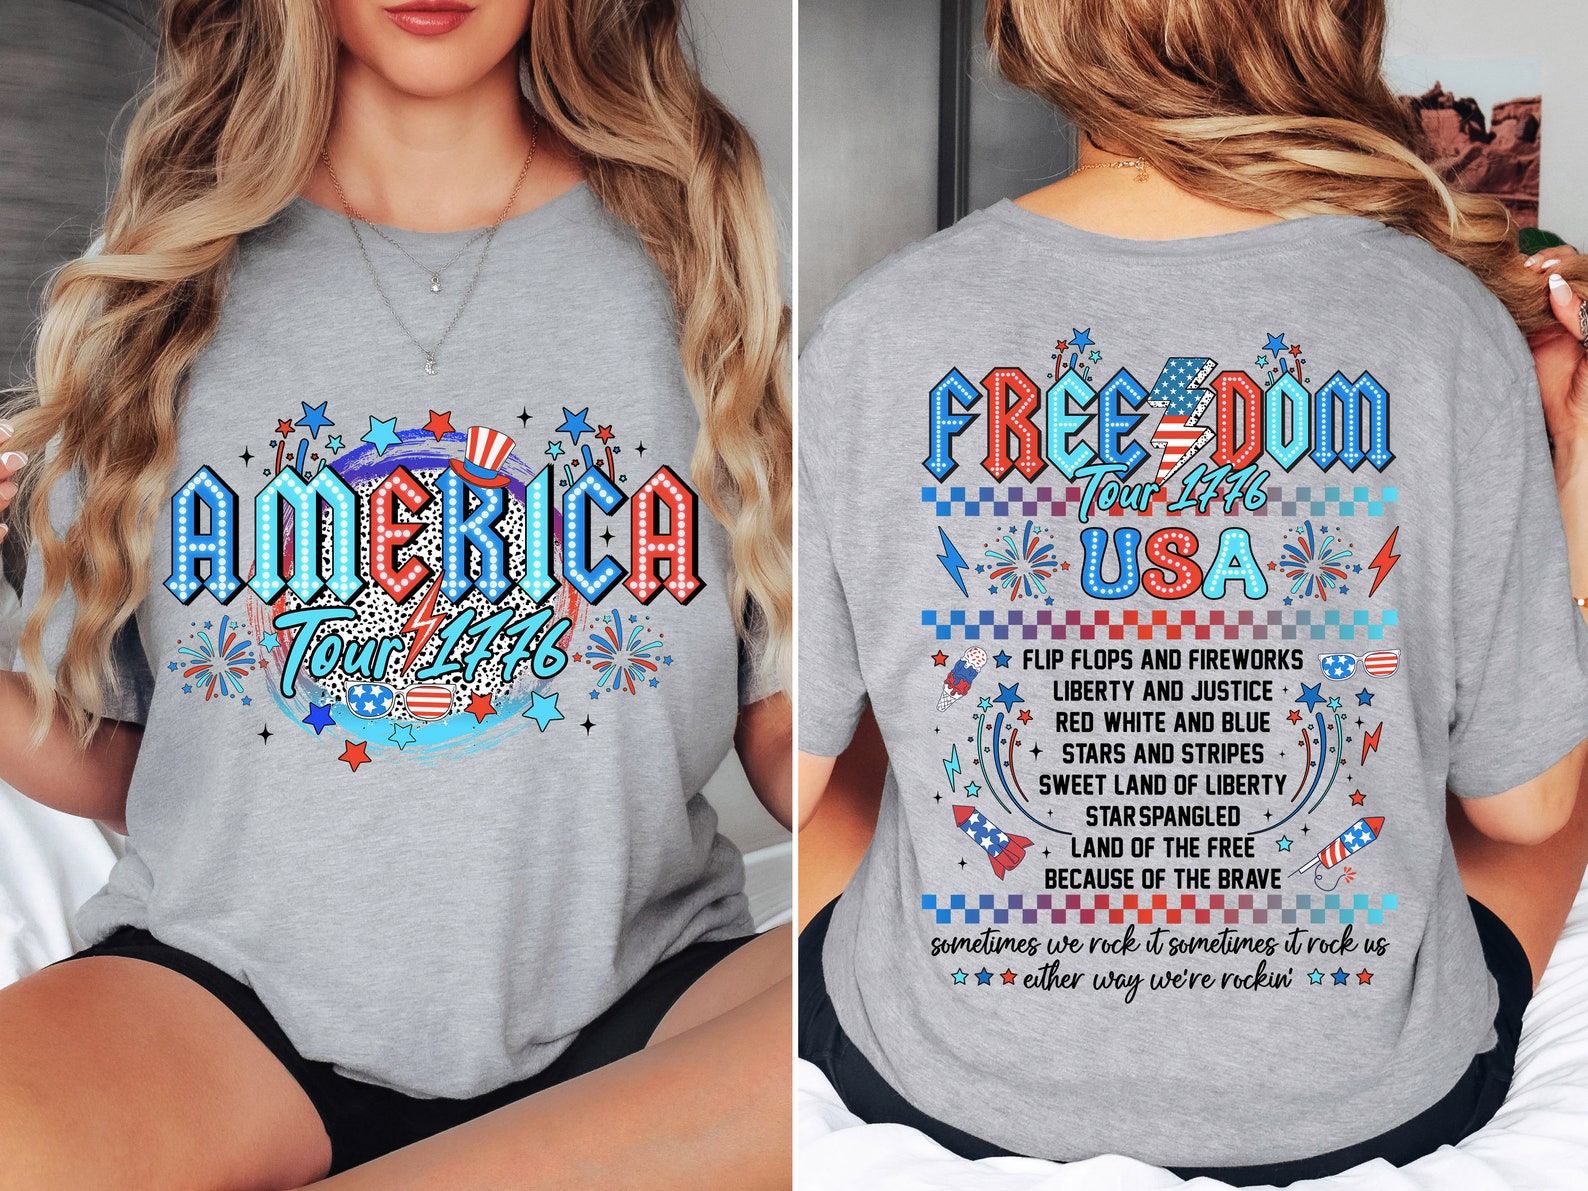 AMERICA
Tour 1776
FREEDOM
Tour 1776
USA
FLIP FLOPS AND FIREWORKS
LIBERTY AND JUSTICE
RED WHITE AND BLUE
STARS AND STRIPES
SWEET LAND OF LIBERTY
STAR SPANGLED
LAND OF THE FREE
BECAUSE OF THE BRAVE
sometimes we rock it sometimes it rock us
either way we're rockin'